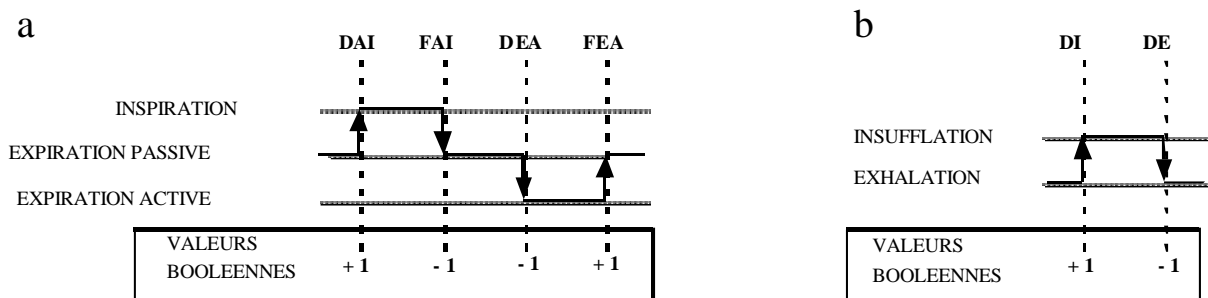 a
DAI FAI DEA FEA
INSPIRATION
EXPIRATION PASSIVE
EXPIRATION ACTIVE
VALEURS
BOOLEENNES + 1 - 1 - 1 + 1
b
DI DE
INSUFFLATION
EXHALATION
VALEURS
BOOLEENNES + 1 - 1